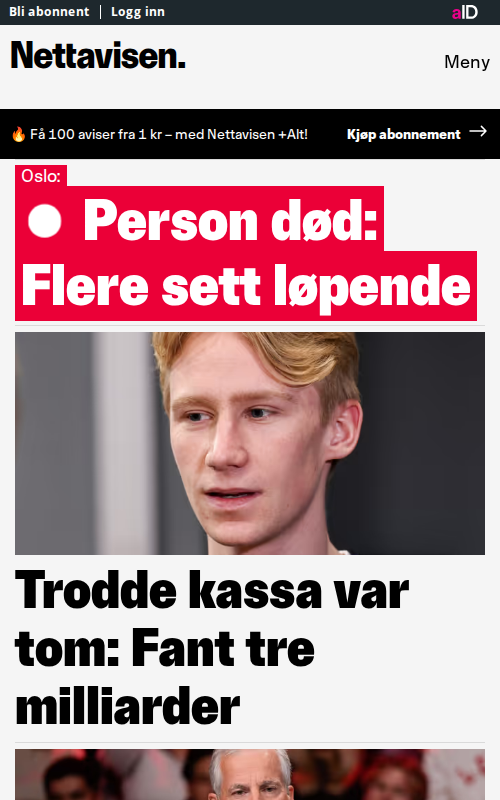 Bli abonnent | Logg inn
aID
Nettavisen.
Meny
🔥 Få 100 aviser fra 1 kr – med Nettavisen +Alt!
Kjøp abonnement →
Oslo:
Person død:
Flere sett løpende
Trodde kassa var
tom: Fant tre
milliarder